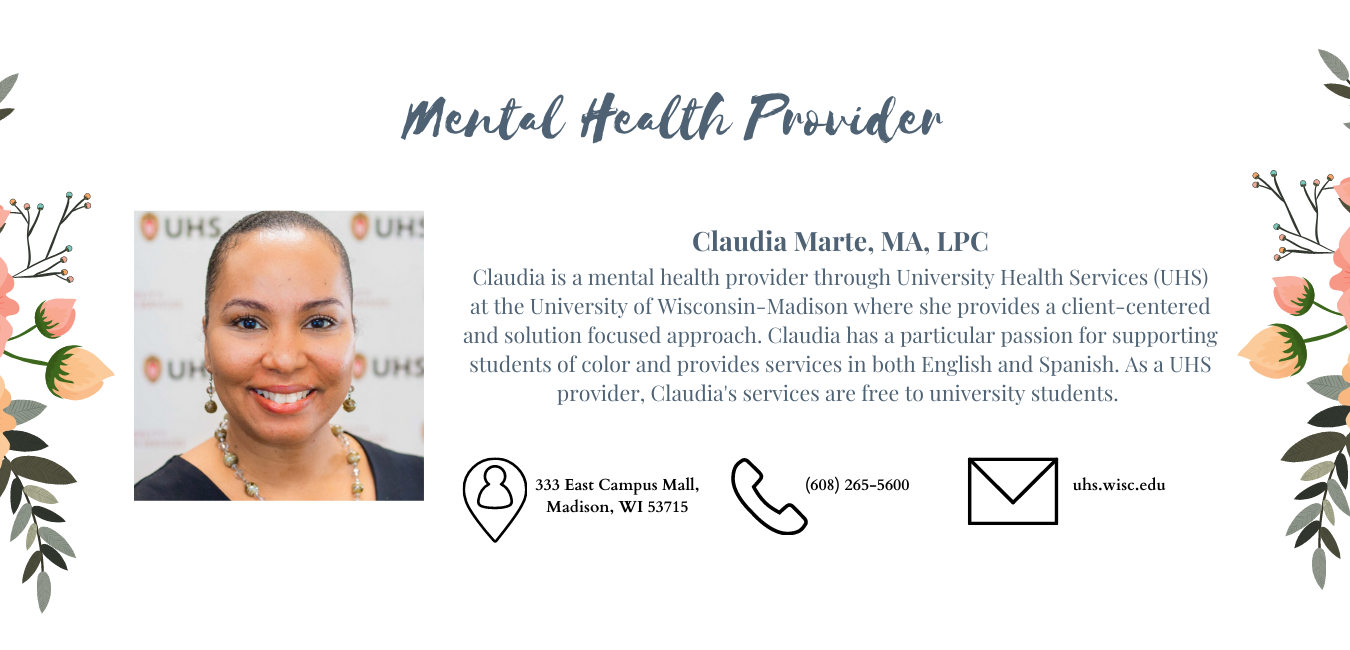 Mental Health Provider
UHS
UHS
UHS
UHS
Claudia Marte, MA, LPC
Claudia is a mental health provider through University Health Services (UHS)
at the University of Wisconsin-Madison where she provides a client-centered
and solution focused approach. Claudia has a particular passion for supporting
students of color and provides services in both English and Spanish. As a UHS
provider, Claudia's services are free to university students.
333 East Campus Mall,
Madison, WI 53715
(608) 265-5600
uhs.wisc.edu